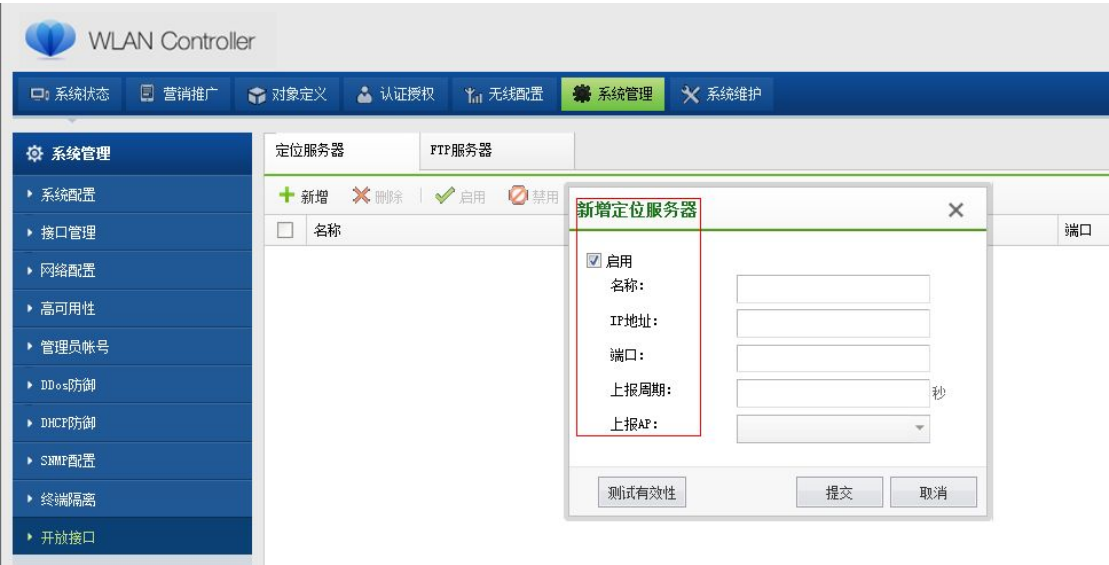 WLAN Controller
系统状态 营销推广 对象定义 认证授权 无线配置 系统管理 系统维护
系统管理
系统配置
接口管理
网络配置
高可用性
管理员帐号
DDos防御
DHCP防御
SNMP配置
终端隔离
开放接口
定位服务器 FTP服务器
新增 删除 启用 禁用
名称 端口
新增定位服务器
启用
名称:
IP地址:
端口:
上报周期: 秒
上报AP:
测试有效性 提交 取消